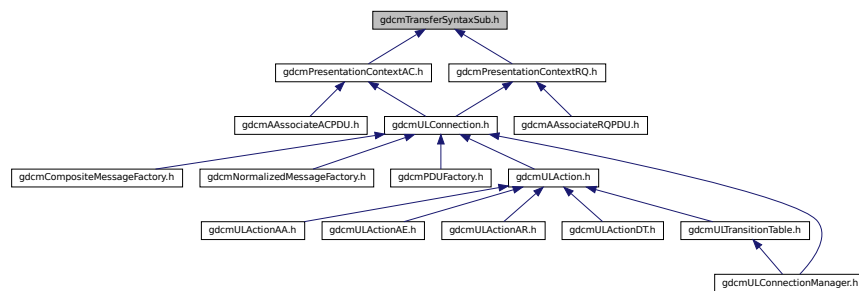 gdcmTransferSyntaxSub.h
gdcmPresentationContextAC.h
gdcmPresentationContextRQ.h
gdcmAAssociateACPDU.h
gdcmULConnection.h
gdcmAAssociateRQPDU.h
gdcmCompositeMessageFactory.h
gdcmNormalizedMessageFactory.h
gdcmPDUFactory.h
gdcmULAction.h
gdcmULActionAA.h
gdcmULActionAE.h
gdcmULActionAR.h
gdcmULActionDT.h
gdcmULTransitionTable.h
gdcmULConnectionManager.h